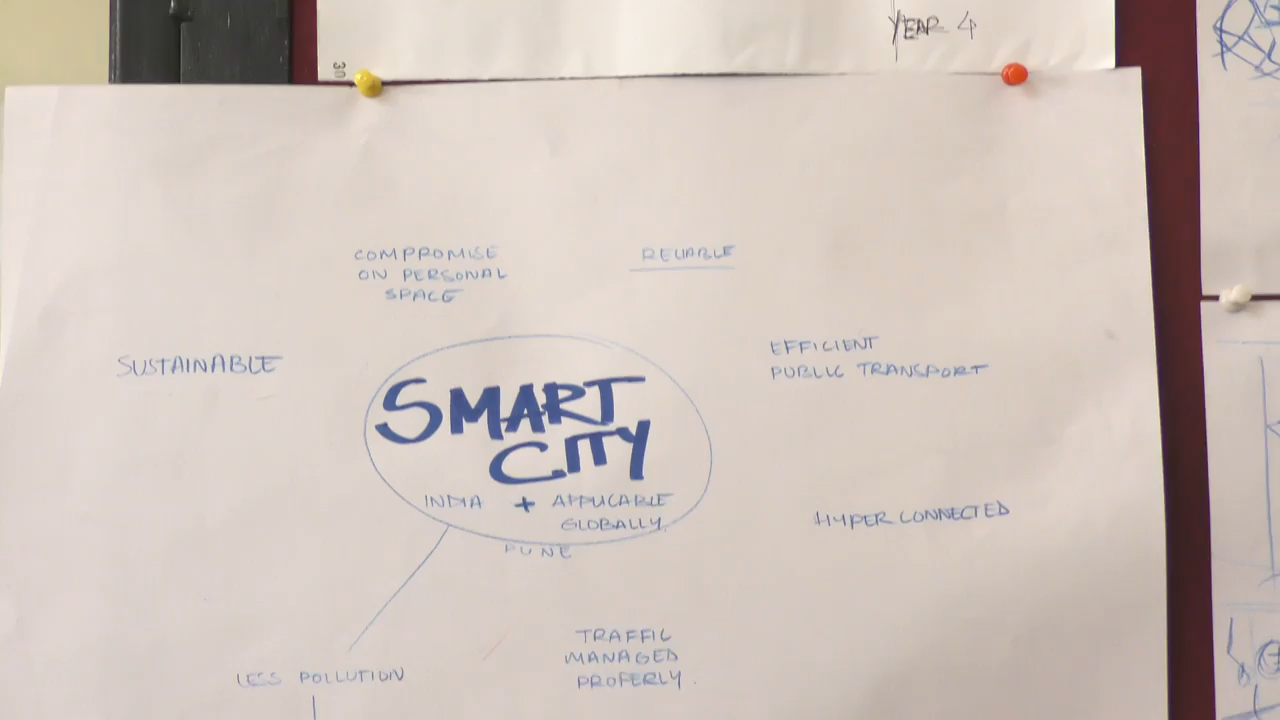 YEAR 4
30
COMPROMISE
ON PERSONAL
SPACE
RELIABLE
SUSTAINABLE
EFFICIENT
PUBLIC TRANSPORT
SMART
CITY
INDIA + APPLICABLE
GLOBALLY
PUNE
HYPER CONNECTED
TRAFFIC
MANAGED
PROPERLY.
LESS POLLUTION